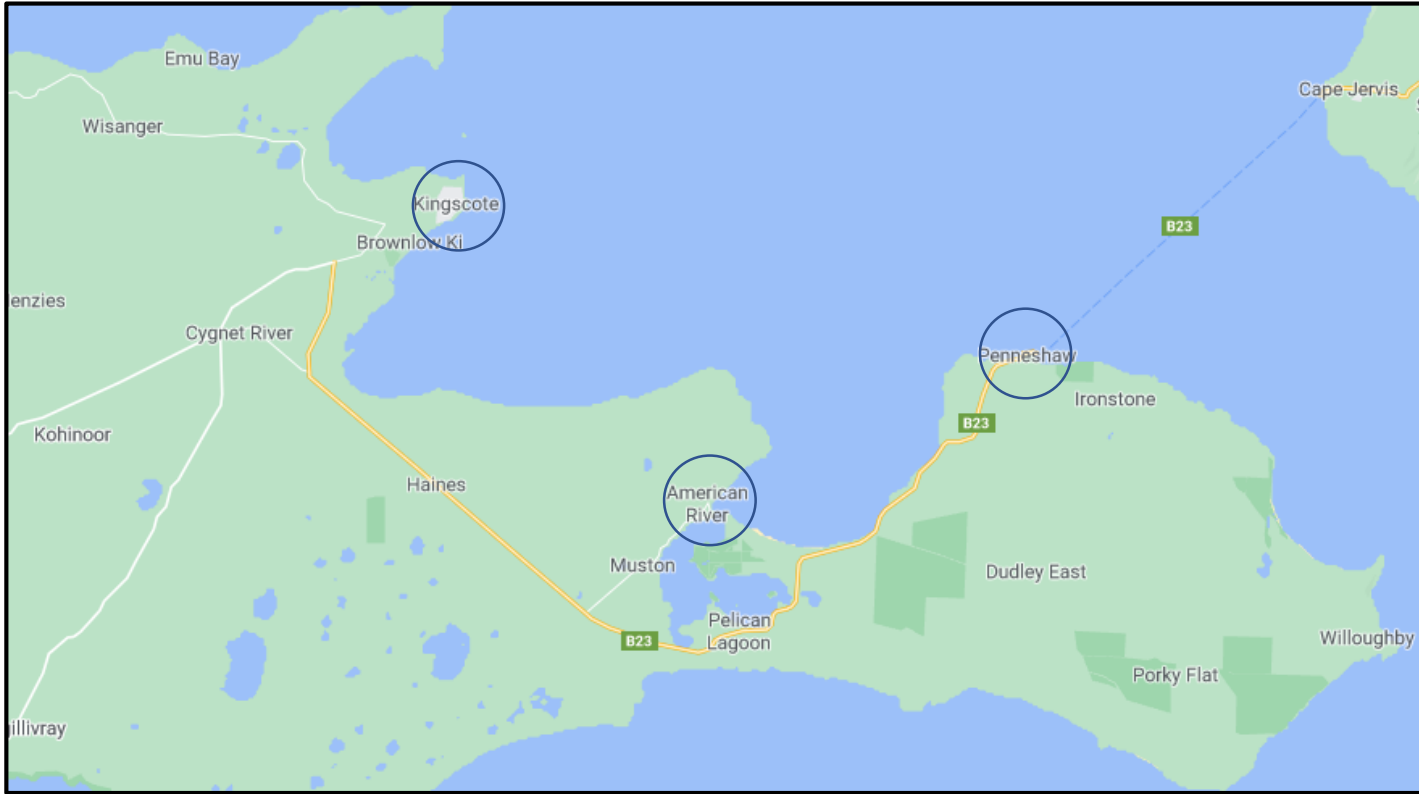 Emu Bay
Cape Jervis
Wisanger
Kingscote
B23
Brownlow KI
enzies
Cygnet River
Penneshaw
Ironstone
B23
Kohinoor
Haines
American
River
Muston
Dudley East
Pelican
Lagoon
B23
Willoughby
Porky Flat
gillivray